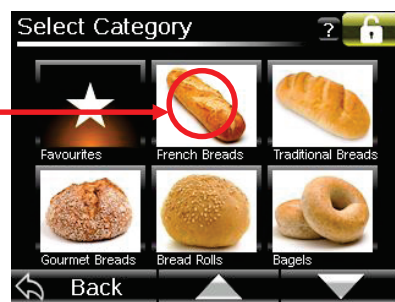 Select Category ?
Favourites French Breads Traditional Breads
Gourmet Breads Bread Rolls Bagels
Back